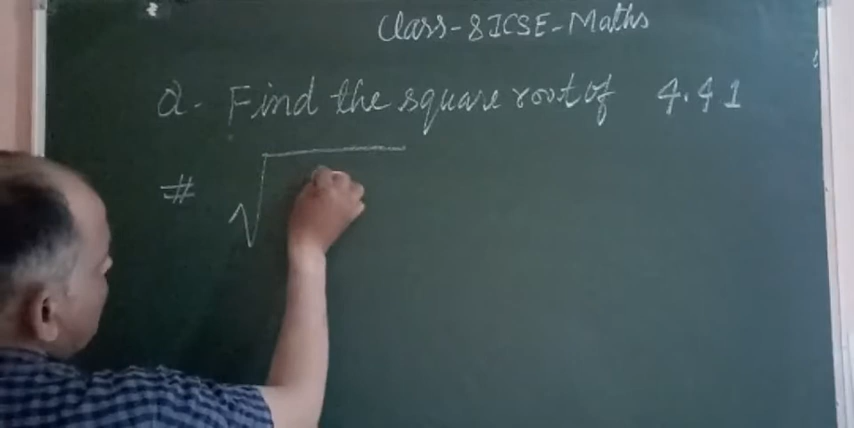 Class-8ICSE-Maths
Q- Find the square root of 4.41
# √